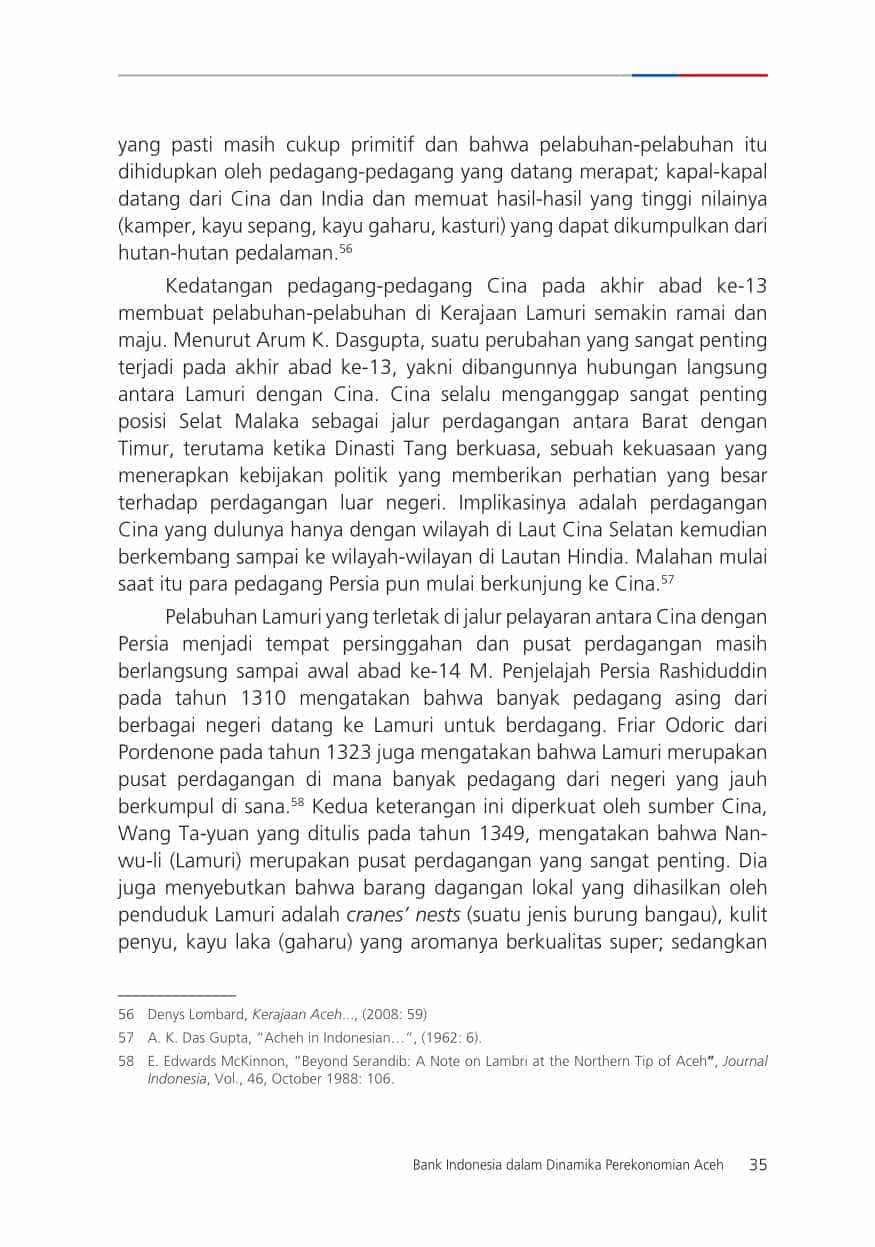 yang pasti masih cukup primitif dan bahwa pelabuhan-pelabuhan itu
dihidupkan oleh pedagang-pedagang yang datang merapat; kapal-kapal
datang dari Cina dan India dan memuat hasil-hasil yang tinggi nilainya
(kamper, kayu sepang, kayu gaharu, kasturi) yang dapat dikumpulkan dari
hutan-hutan pedalaman.56
Kedatangan pedagang-pedagang Cina pada akhir abad ke-13
membuat pelabuhan-pelabuhan di Kerajaan Lamuri semakin ramai dan
maju. Menurut Arum K. Dasgupta, suatu perubahan yang sangat penting
terjadi pada akhir abad ke-13, yakni dibangunnya hubungan langsung
antara Lamuri dengan Cina. Cina selalu menganggap sangat penting
posisi Selat Malaka sebagai jalur perdagangan antara Barat dengan
Timur, terutama ketika Dinasti Tang berkuasa, sebuah kekuasaan yang
menerapkan kebijakan politik yang memberikan perhatian yang besar
terhadap perdagangan luar negeri. Implikasinya adalah perdagangan
Cina yang dulunya hanya dengan wilayah di Laut Cina Selatan kemudian
berkembang sampai ke wilayah-wilayan di Lautan Hindia. Malahan mulai
saat itu para pedagang Persia pun mulai berkunjung ke Cina.57
Pelabuhan Lamuri yang terletak di jalur pelayaran antara Cina dengan
Persia menjadi tempat persinggahan dan pusat perdagangan masih
berlangsung sampai awal abad ke-14 M. Penjelajah Persia Rashiduddin
pada tahun 1310 mengatakan bahwa banyak pedagang asing dari
berbagai negeri datang ke Lamuri untuk berdagang. Friar Odoric dari
Pordenone pada tahun 1323 juga mengatakan bahwa Lamuri merupakan
pusat perdagangan di mana banyak pedagang dari negeri yang jauh
berkumpul di sana.58 Kedua keterangan ini diperkuat oleh sumber Cina,
Wang Ta-yuan yang ditulis pada tahun 1349, mengatakan bahwa Nan-
wu-li (Lamuri) merupakan pusat perdagangan yang sangat penting. Dia
juga menyebutkan bahwa barang dagangan lokal yang dihasilkan oleh
penduduk Lamuri adalah cranes’ nests (suatu jenis burung bangau), kulit
penyu, kayu laka (gaharu) yang aromanya berkualitas super; sedangkan
56 Denys Lombard, Kerajaan Aceh..., (2008: 59)
57 A. K. Das Gupta, “Acheh in Indonesian…”, (1962: 6).
58 E. Edwards McKinnon, “Beyond Serandib: A Note on Lambri at the Northern Tip of Aceh”, Journal
Indonesia, Vol., 46, October 1988: 106.
Bank Indonesia dalam Dinamika Perekonomian Aceh 35